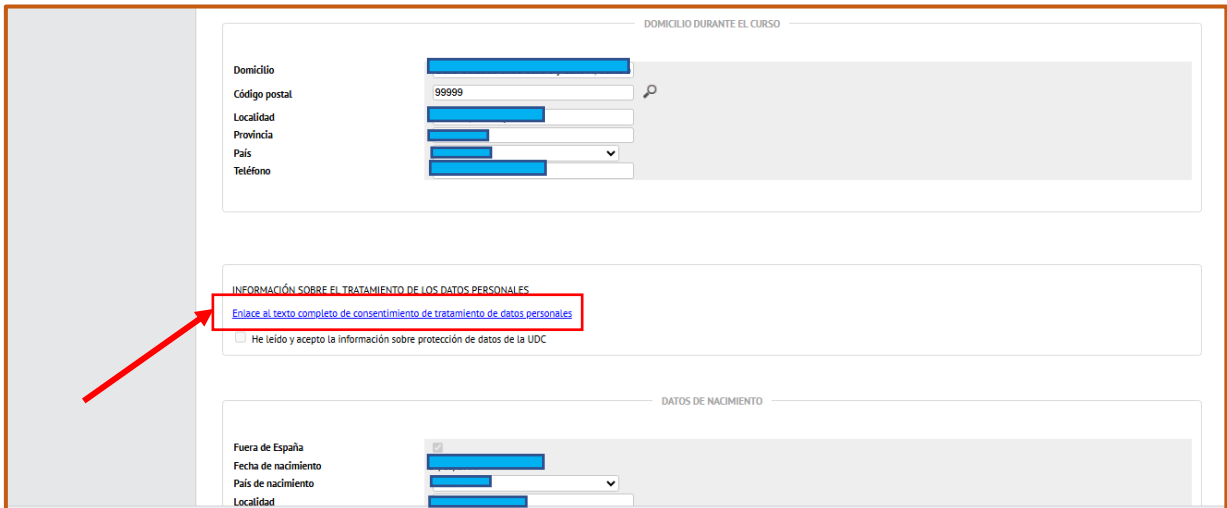 DOMICILIO DURANTE EL CURSO
Domicilio
Código postal 99999
Localidad
Provincia
País
Teléfono
INFORMACIÓN SOBRE EL TRATAMIENTO DE LOS DATOS PERSONALES
Enlace al texto completo de consentimiento de tratamiento de datos personales
He leído y acepto la información sobre protección de datos de la UDC
DATOS DE NACIMIENTO
Fuera de España
Fecha de nacimiento
País de nacimiento
Localidad